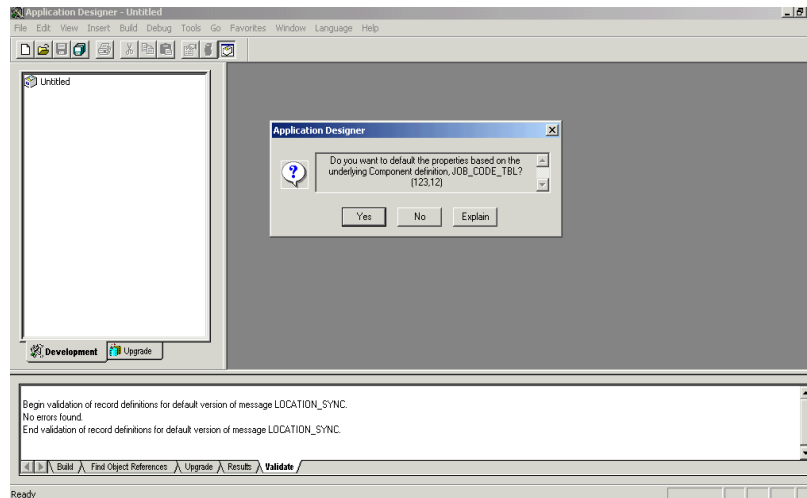 Application Designer - Untitled
File Edit View Insert Build Debug Tools Go Favorites Window Language Help
Untitled
Application Designer
Do you want to default the properties based on the
underlying Component definition, JOB_CODE_TBL?
(123,12)
Yes No Explain
Development Upgrade
Begin validation of record definitions for default version of message LOCATION_SYNC.
No errors found.
End validation of record definitions for default version of message LOCATION_SYNC.
Build Find Object References Upgrade Results Validate
Ready